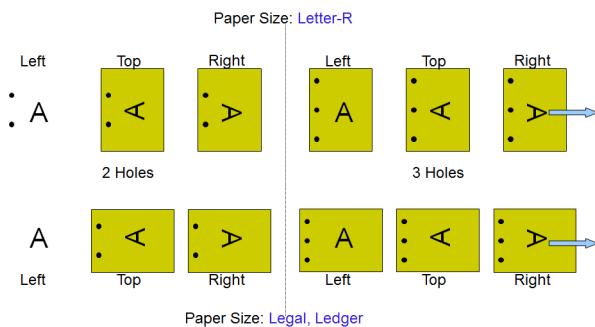 Paper Size: Letter-R
Left Top Right Left Top Right
A A A A A A
2 Holes 3 Holes
A A A A A A
Left Top Right Left Top Right
Paper Size: Legal, Ledger